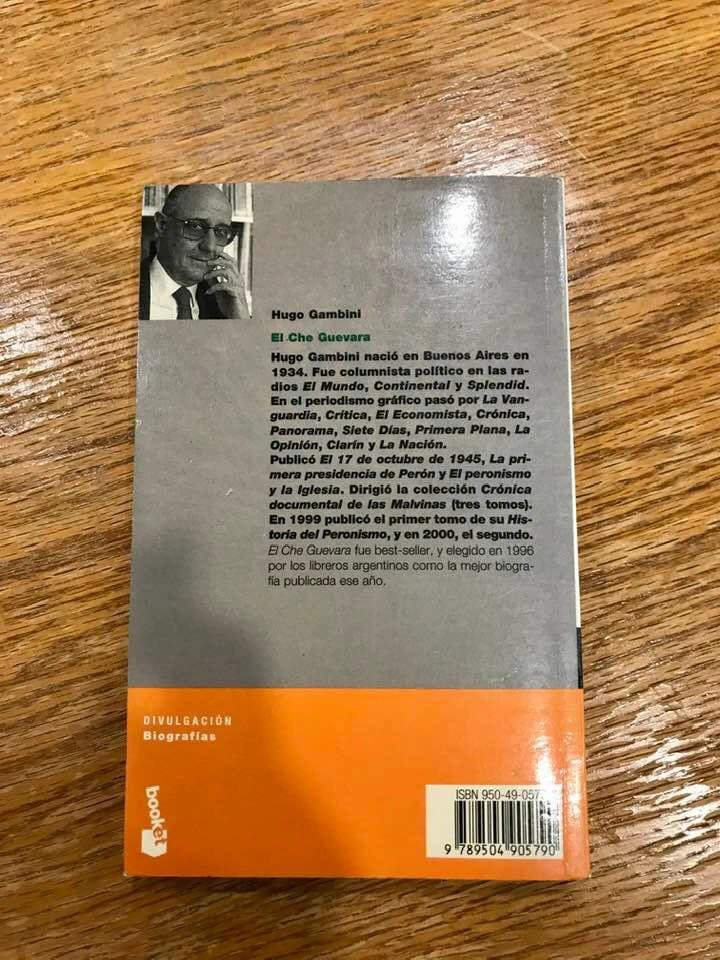 Hugo Gambini
El Che Guevara
Hugo Gambini nació en Buenos Aires en
1934. Fue columnista político en las ra-
dios El Mundo, Continental y Splendid.
En el periodismo gráfico pasó por La Van-
guardia, Crítica, El Economista, Crónica,
Panorama, Siete Días, Primera Plana, La
Opinión, Clarín y La Nación.
Publicó El 17 de octubre de 1945, La pri-
mera presidencia de Perón y El peronismo
y la Iglesia. Dirigió la colección Crónica
documental de las Malvinas (tres tomos).
En 1999 publicó el primer tomo de su His-
toria del Peronismo, y en 2000, el segundo.
El Che Guevara fue best-seller, y elegido en 1996
por los libreros argentinos como la mejor biogra-
fía publicada ese año.
DIVULGACIÓN
Biografías
booket
ISBN 950-49-057
9 789504 905790